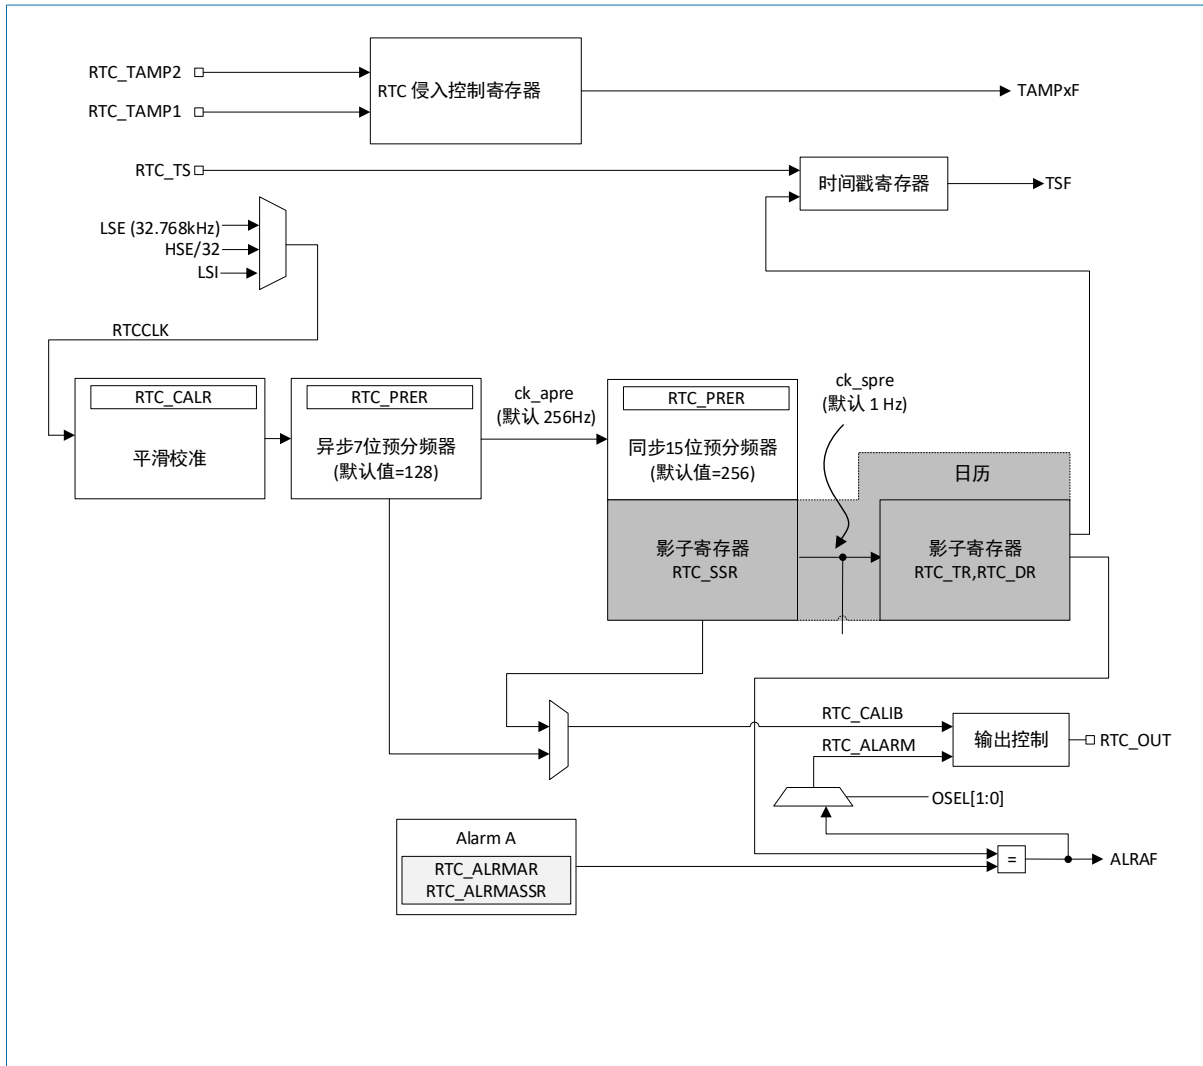 RTC_TAMP2
RTC_TAMP1
RTC 侵入控制寄存器
TAMPxF
RTC_TS
时间戳寄存器
TSF
LSE (32.768kHz)
HSE/32
LSI
RTCCLK
RTC_CALR
平滑校准
RTC_PRER
异步7位预分频器
(默认值=128)
ck_apre
(默认 256Hz)
RTC_PRER
同步15位预分频器
(默认值=256)
ck_spre
(默认 1 Hz)
日历
影子寄存器
RTC_SSR
影子寄存器
RTC_TR,RTC_DR
RTC_CALIB
RTC_ALARM
输出控制
RTC_OUT
OSEL[1:0]
Alarm A
RTC_ALRMAR
RTC_ALRMASSR
=
ALRAF